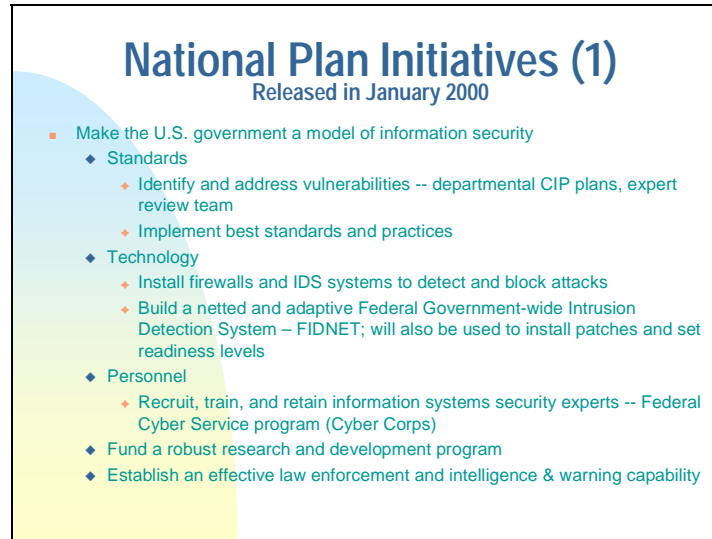 National Plan Initiatives (1)
Released in January 2000
Make the U.S. government a model of information security
Standards
Identify and address vulnerabilities -- departmental CIP plans, expert
review team
Implement best standards and practices
Technology
Install firewalls and IDS systems to detect and block attacks
Build a netted and adaptive Federal Government-wide Intrusion
Detection System – FIDNET; will also be used to install patches and set
readiness levels
Personnel
Recruit, train, and retain information systems security experts -- Federal
Cyber Service program (Cyber Corps)
Fund a robust research and development program
Establish an effective law enforcement and intelligence & warning capability